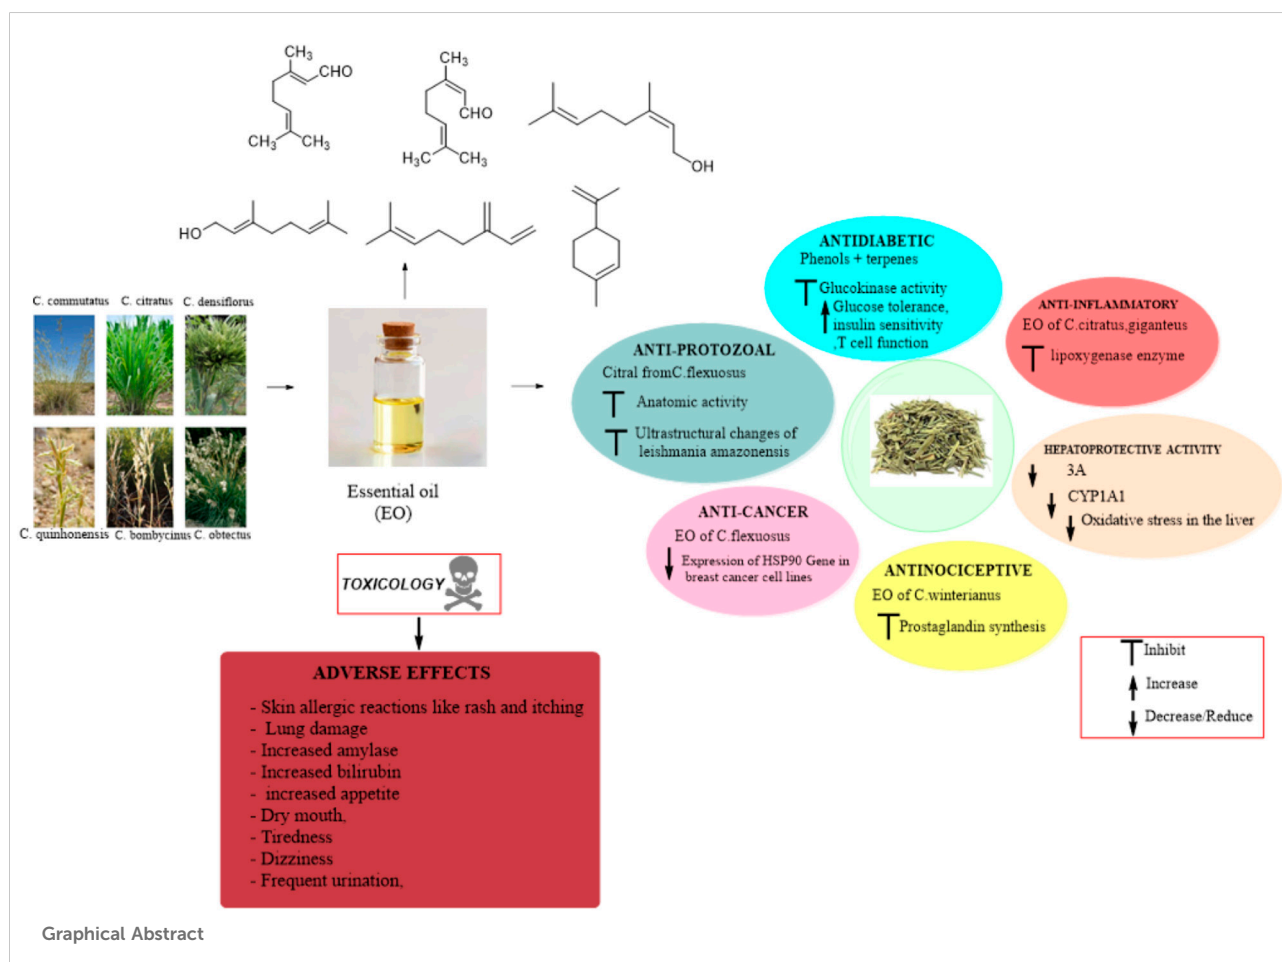 CH₃
CHO
CH₃
CH₃
CH₃
CHO
H₃C
CH₃
OH
HO
C. commutatus
C. citratus
C. densiflorus
C. quinhonensis
C. bombycinus
C. obtectus
Essential oil
(EO)
ANTI-PROTOZOAL
Citral fromC.flexuosus
Anatomic activity
Ultrastructural changes of
leishmania amazonensis
ANTIDIABETIC
Phenols + terpenes
Glucokinase activity
Glucose tolerance,
insulin sensitivity
,T cell function
ANTI-INFLAMMATORY
EO of C.citratus,giganteus
lipoxygenase enzyme
HEPATOPROTECTIVE ACTIVITY
3A
CYP1A1
Oxidative stress in the liver
ANTI-CANCER
EO of C.flexuosus
Expression of HSP90 Gene in
breast cancer cell lines
ANTINOCICEPTIVE
EO of C.winterianus
Prostaglandin synthesis
Inhibit
Increase
Decrease/Reduce
TOXICOLOGY
ADVERSE EFFECTS
- Skin allergic reactions like rash and itching
- Lung damage
- Increased amylase
- Increased bilirubin
- increased appetite
- Dry mouth,
- Tiredness
- Dizziness
- Frequent urination,
Graphical Abstract